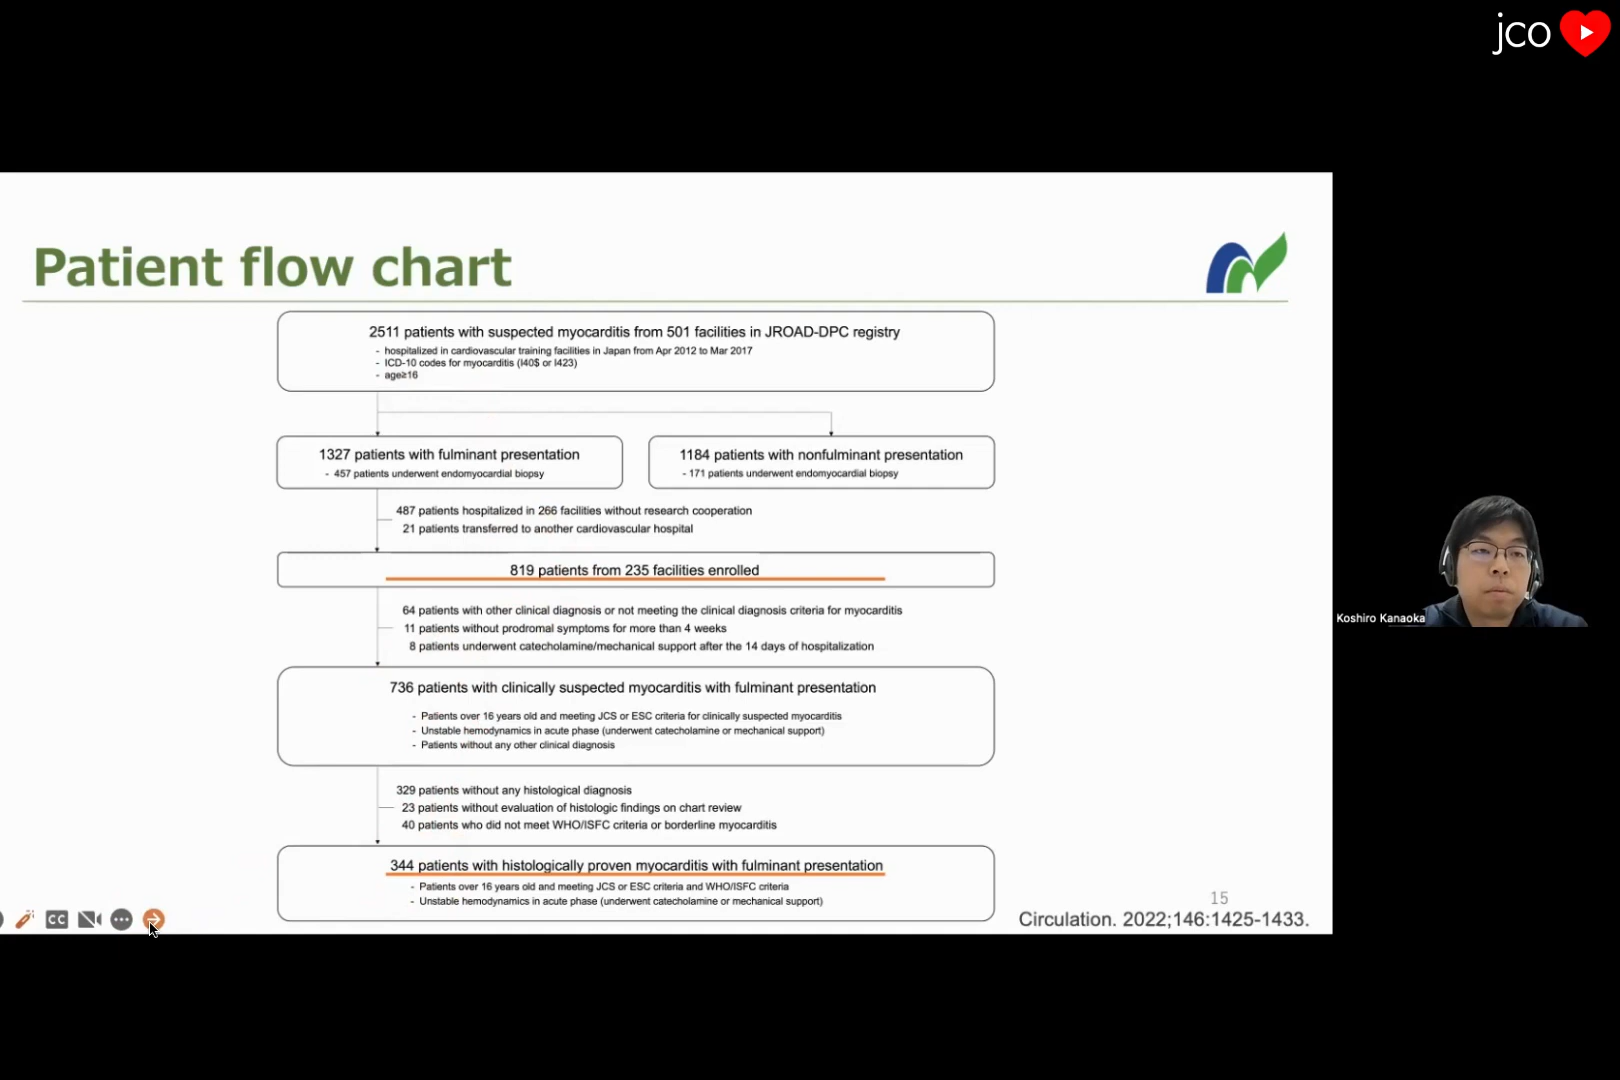 jco
Patient flow chart
2511 patients with suspected myocarditis from 501 facilities in JROAD-DPC registry
- hospitalized in cardiovascular training facilities in Japan from Apr 2012 to Mar 2017
- ICD-10 codes for myocarditis (I40$ or I423)
- age≥16
1327 patients with fulminant presentation
- 457 patients underwent endomyocardial biopsy
1184 patients with nonfulminant presentation
- 171 patients underwent endomyocardial biopsy
487 patients hospitalized in 266 facilities without research cooperation
21 patients transferred to another cardiovascular hospital
819 patients from 235 facilities enrolled
64 patients with other clinical diagnosis or not meeting the clinical diagnosis criteria for myocarditis
11 patients without prodromal symptoms for more than 4 weeks
8 patients underwent catecholamine/mechanical support after the 14 days of hospitalization
736 patients with clinically suspected myocarditis with fulminant presentation
- Patients over 16 years old and meeting JCS or ESC criteria for clinically suspected myocarditis
- Unstable hemodynamics in acute phase (underwent catecholamine or mechanical support)
- Patients without any other clinical diagnosis
329 patients without any histological diagnosis
23 patients without evaluation of histologic findings on chart review
40 patients who did not meet WHO/ISFC criteria or borderline myocarditis
344 patients with histologically proven myocarditis with fulminant presentation
- Patients over 16 years old and meeting JCS or ESC criteria and WHO/ISFC criteria
- Unstable hemodynamics in acute phase (underwent catecholamine or mechanical support)
15
Circulation. 2022;146:1425-1433.
CC
Koshiro Kanaoka